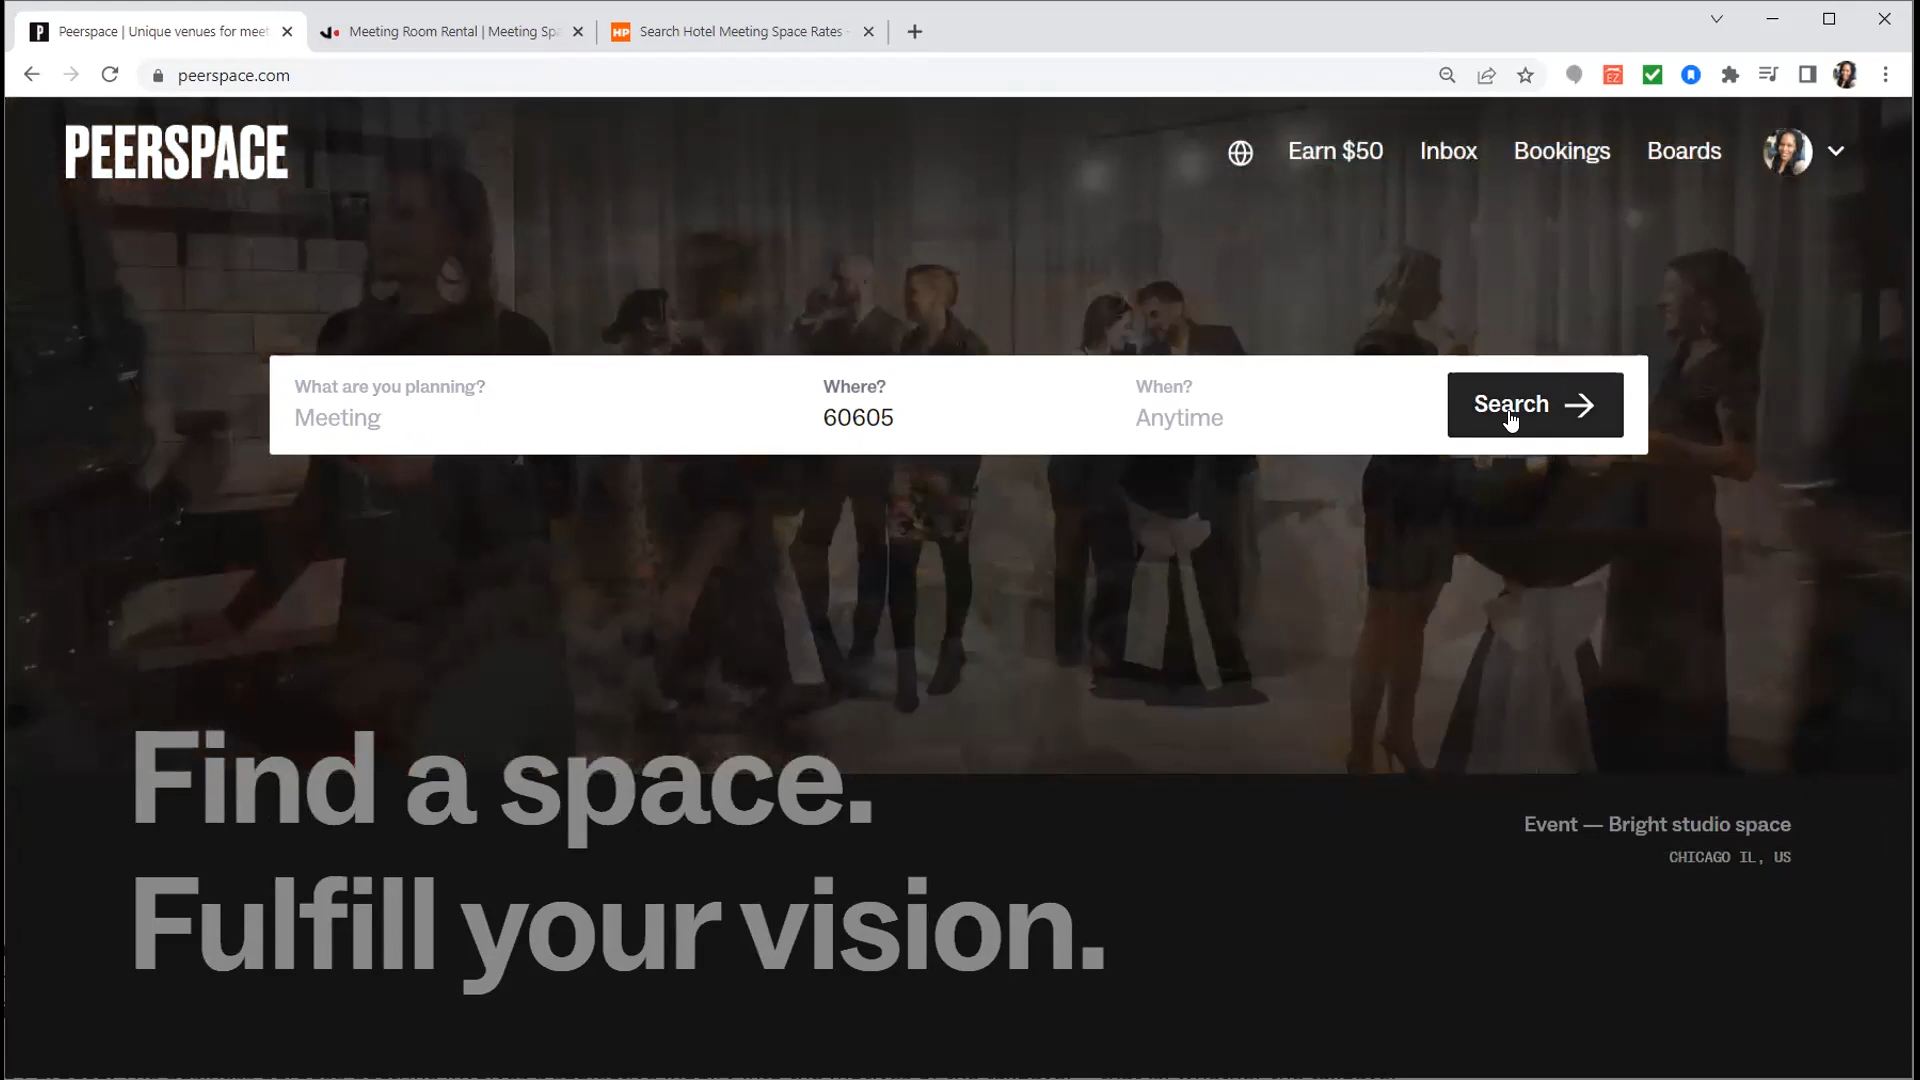 Peerspace | Unique venues for meet
Meeting Room Rental | Meeting Sp
HP
Search Hotel Meeting Space Rates
peerspace.com
EZ
PEERSPACE
Earn $50
Inbox
Bookings
Boards
What are you planning?
Meeting
Where?
60605
When?
Anytime
Search
Find a space.
Fulfill your vision.
Event — Bright studio space
CHICAGO IL, US